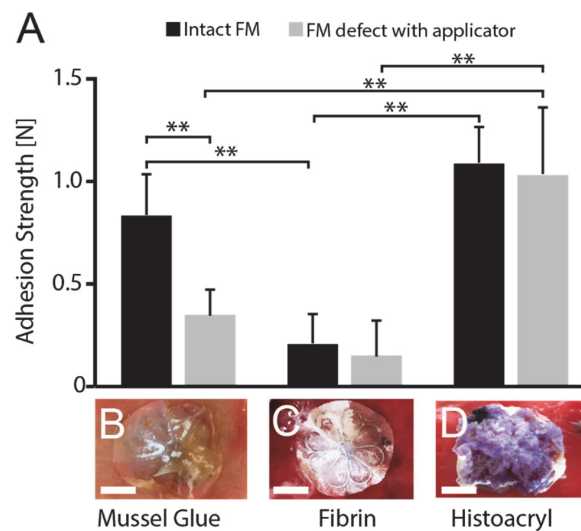 A
Intact FM
FM defect with applicator
Adhesion Strength [N]
1.5
1.0
0.5
0
**
**
**
**
**
B
C
D
Mussel Glue
Fibrin
Histoacryl